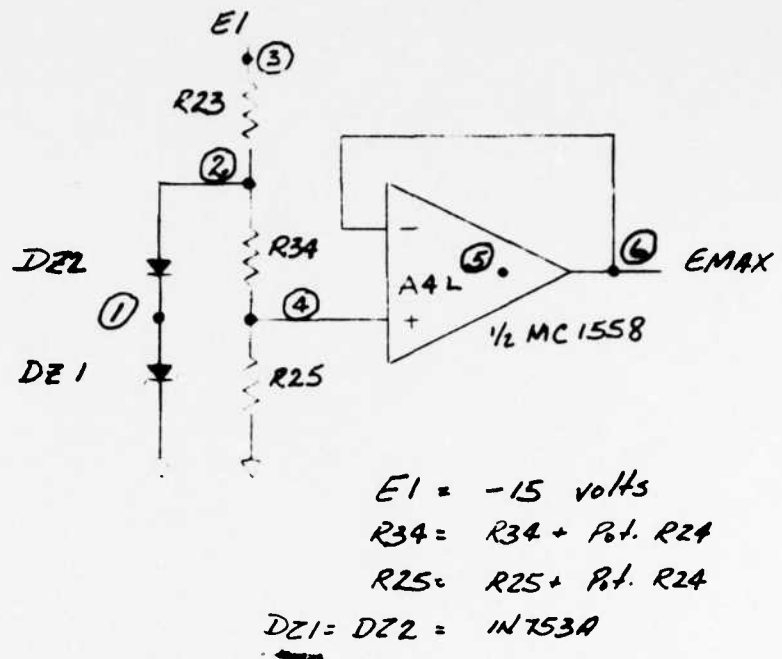 E1
③
R23
②
R34
DZ2
①
④
DZ1
R25
−
⑤
A4L
+
⑥
EMAX
1/2 MC1558
E1 = -15 volts
R34 = R34 + Pot. R24
R25 = R25 + Pot. R24
DZ1 = DZ2 = 1N753A